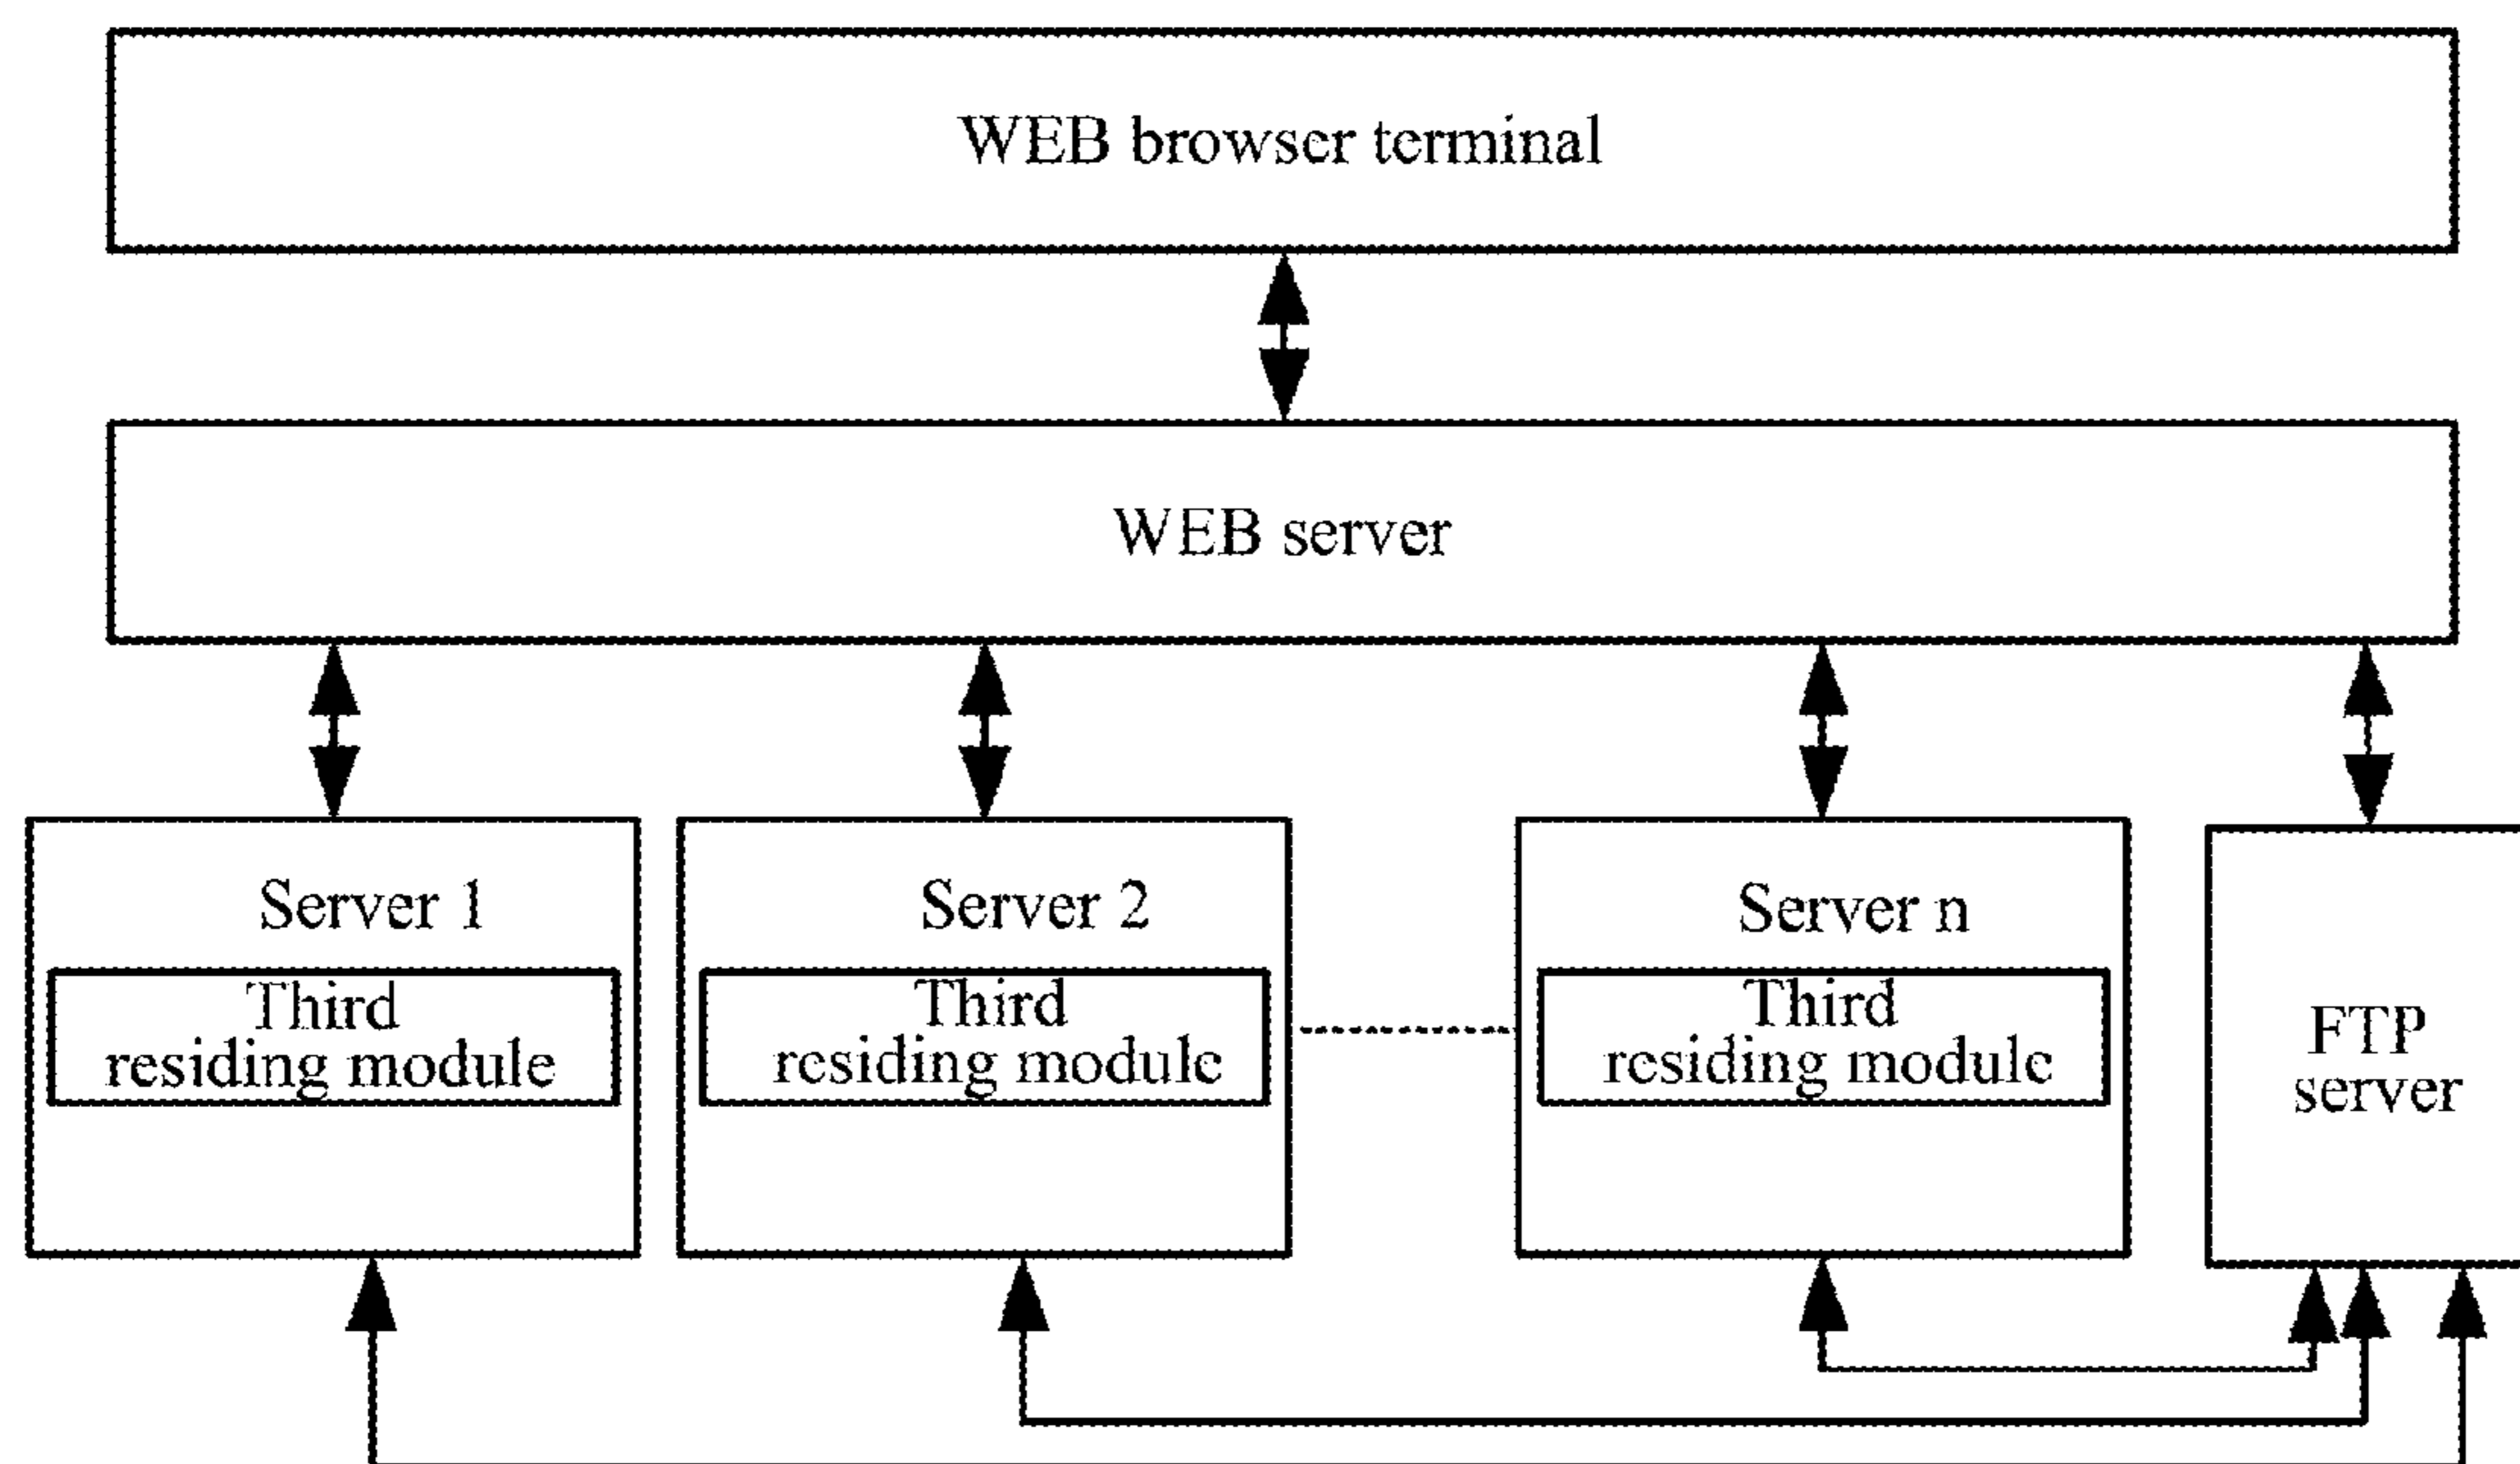 WEB browser terminal
WEB server
Server 1
Third
residing module
Server 2
Third
residing module
Server n
Third
residing module
FTP
server